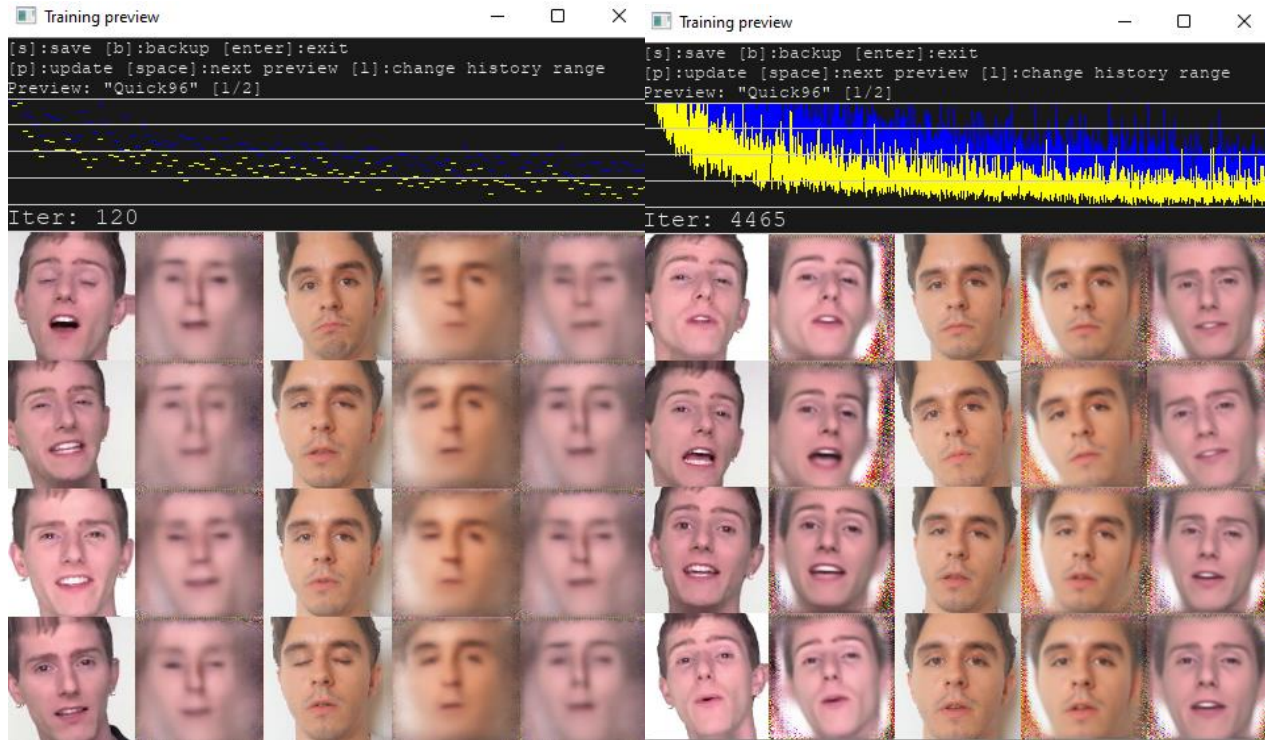 Training preview
[s]:save [b]:backup [enter]:exit
[p]:update [space]:next preview [l]:change history range
Preview: "Quick96" [1/2]
Iter: 120
Training preview
[s]:save [b]:backup [enter]:exit
[p]:update [space]:next preview [l]:change history range
Preview: "Quick96" [1/2]
Iter: 4465